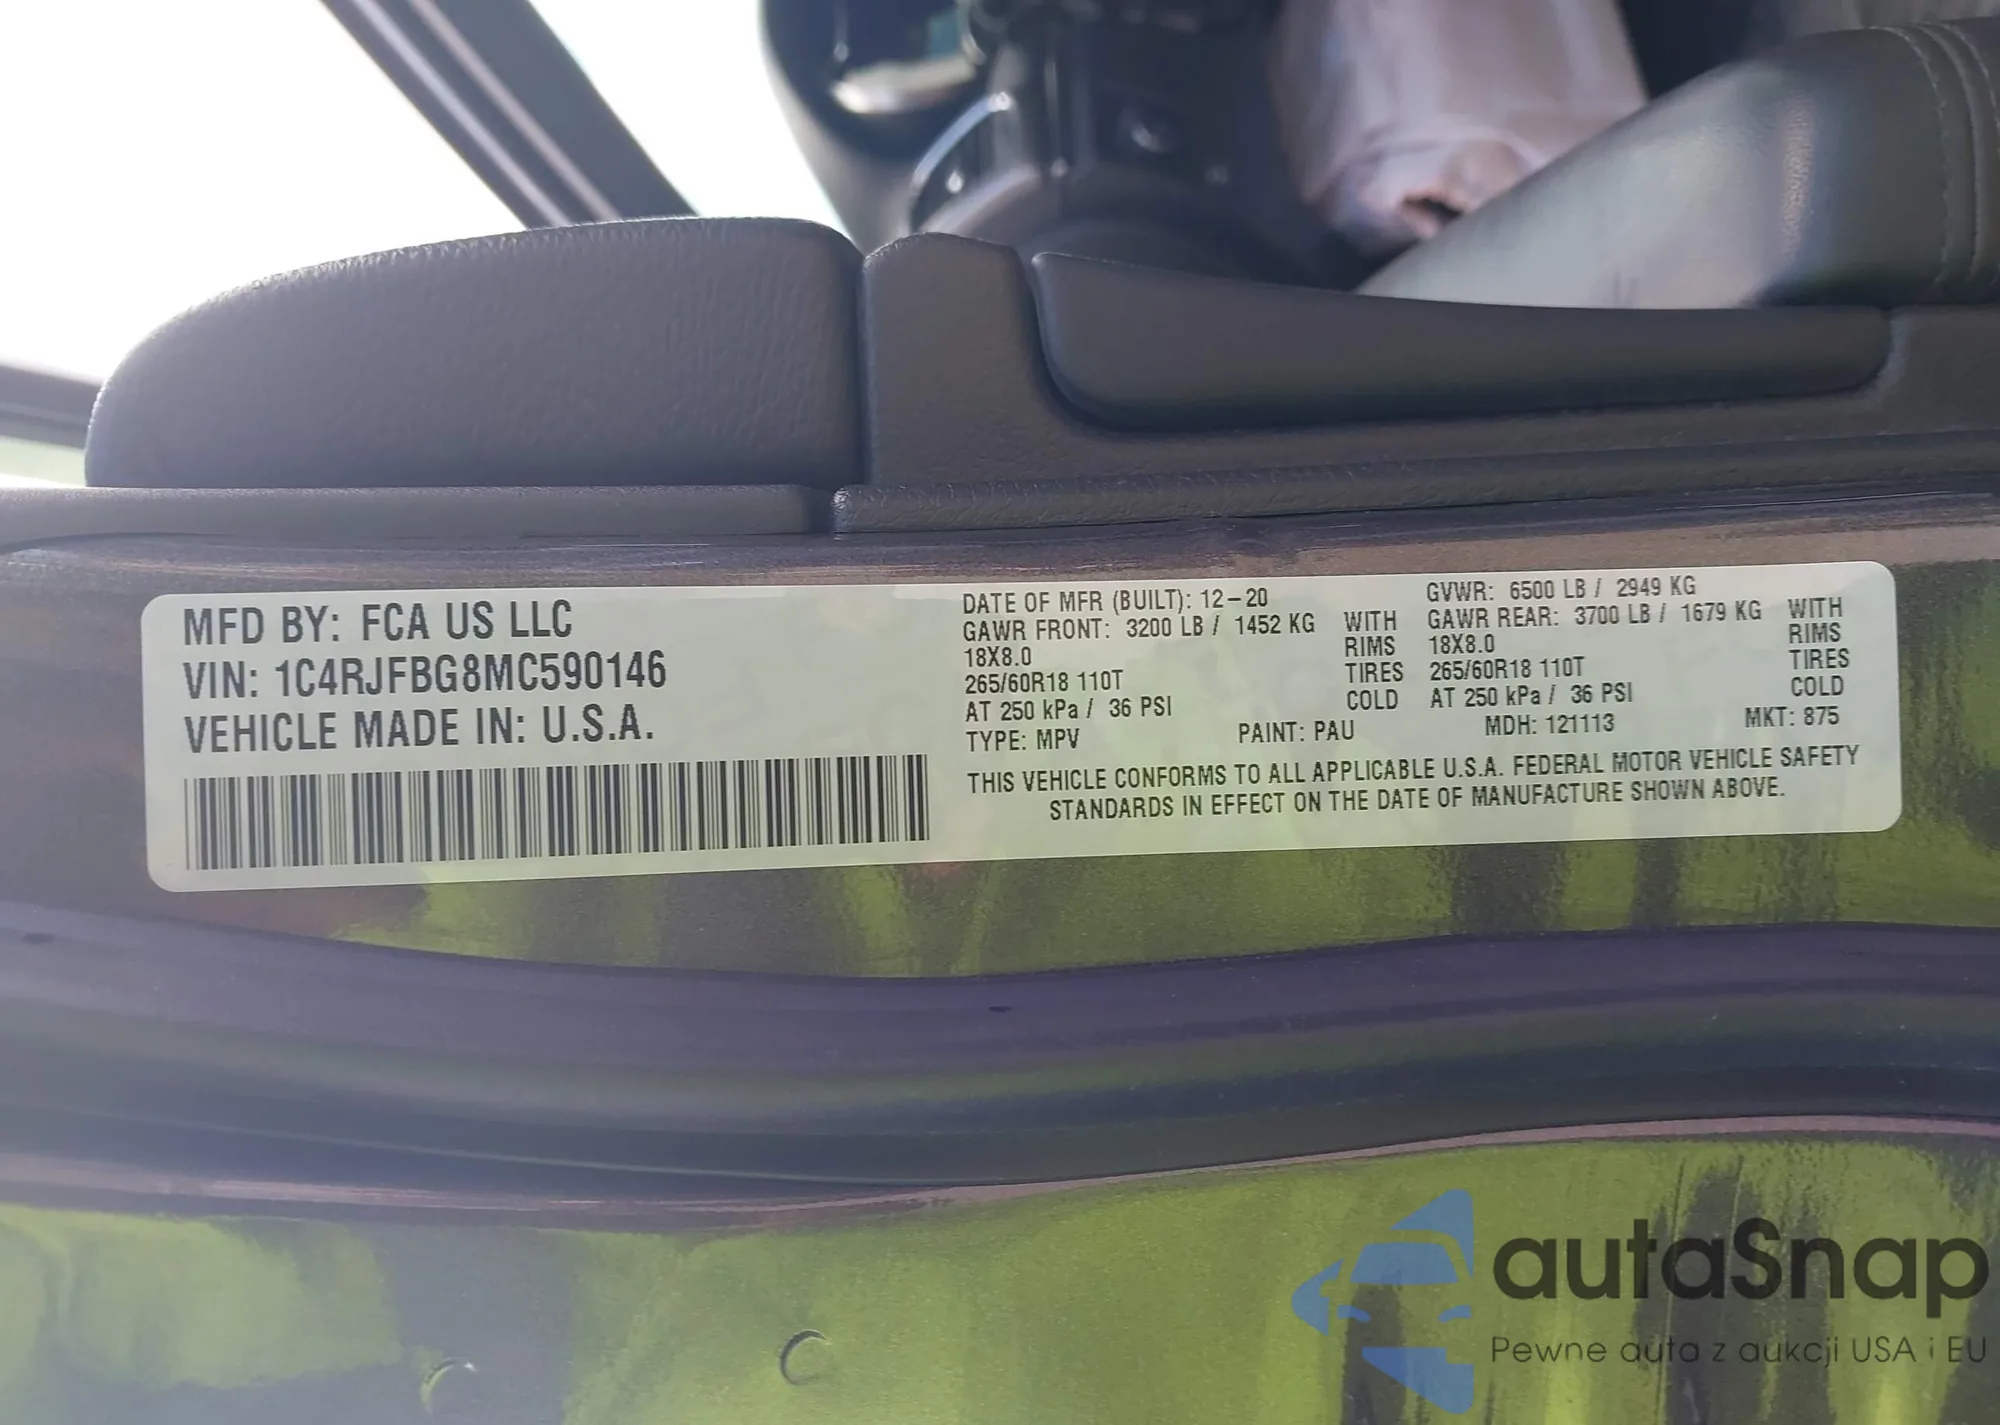 MFD BY: FCA US LLC
VIN: 1C4RJFBG8MC590146
VEHICLE MADE IN: U.S.A.
DATE OF MFR (BUILT): 12-20
GAWR FRONT: 3200 LB / 1452 KG WITH
18X8.0 RIMS
265/60R18 110T TIRES
AT 250 kPa / 36 PSI COLD
GVWR: 6500 LB / 2949 KG
GAWR REAR: 3700 LB / 1679 KG WITH
18X8.0 RIMS
265/60R18 110T TIRES
AT 250 kPa / 36 PSI COLD
TYPE: MPV PAINT: PAU MDH: 121113 MKT: 875
THIS VEHICLE CONFORMS TO ALL APPLICABLE U.S.A. FEDERAL MOTOR VEHICLE SAFETY
STANDARDS IN EFFECT ON THE DATE OF MANUFACTURE SHOWN ABOVE.
autaSnap
Pewne auta z aukcji USA i EU